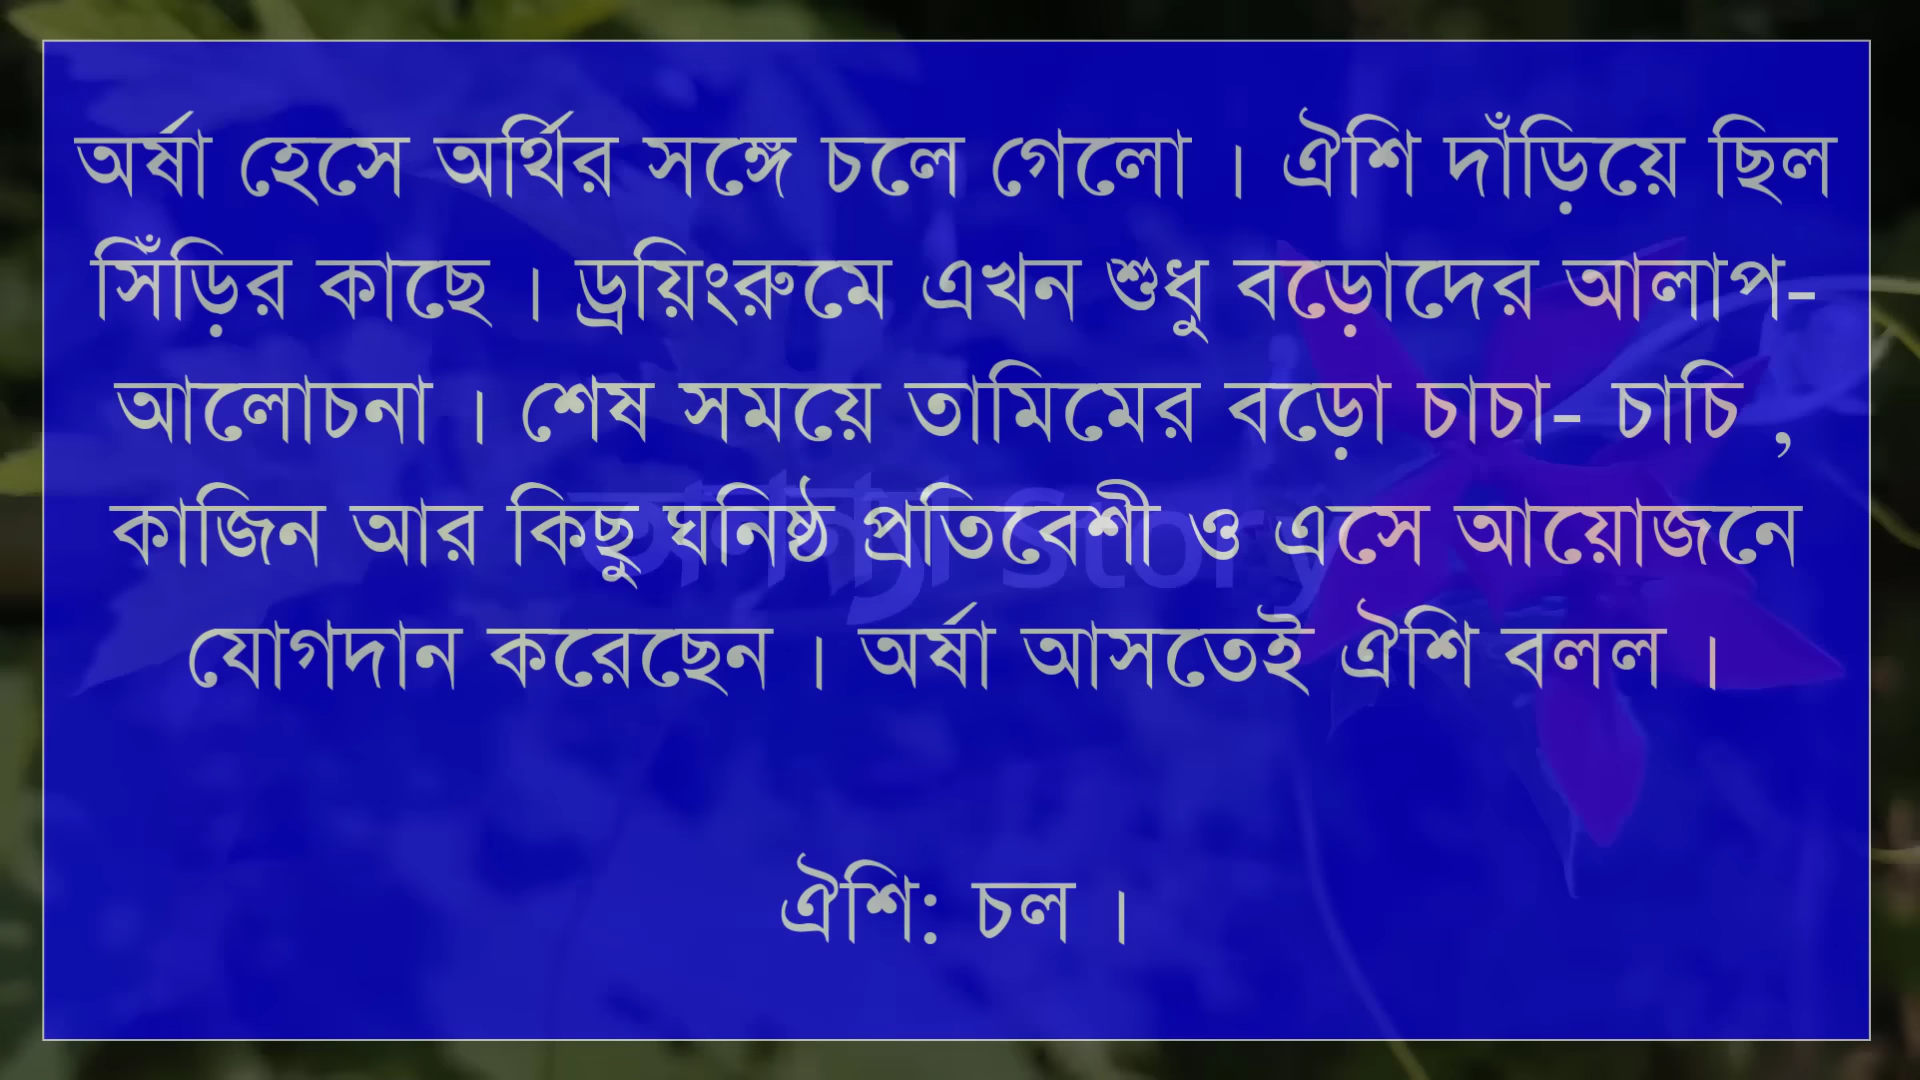 অর্ষা হেসে অর্থির সঙ্গে চলে গেলো । ঐশি দাঁড়িয়ে ছিল
সিঁড়ির কাছে । ড্রয়িংরুমে এখন শুধু বড়োদের আলাপ-
আলোচনা । শেষ সময়ে তামিমের বড়ো চাচা- চাচি ,
কাজিন আর কিছু ঘনিষ্ঠ প্রতিবেশী ও এসে আয়োজনে
যোগদান করেছেন । অর্ষা আসতেই ঐশি বলল ।
ঐশি: চল ।
Story